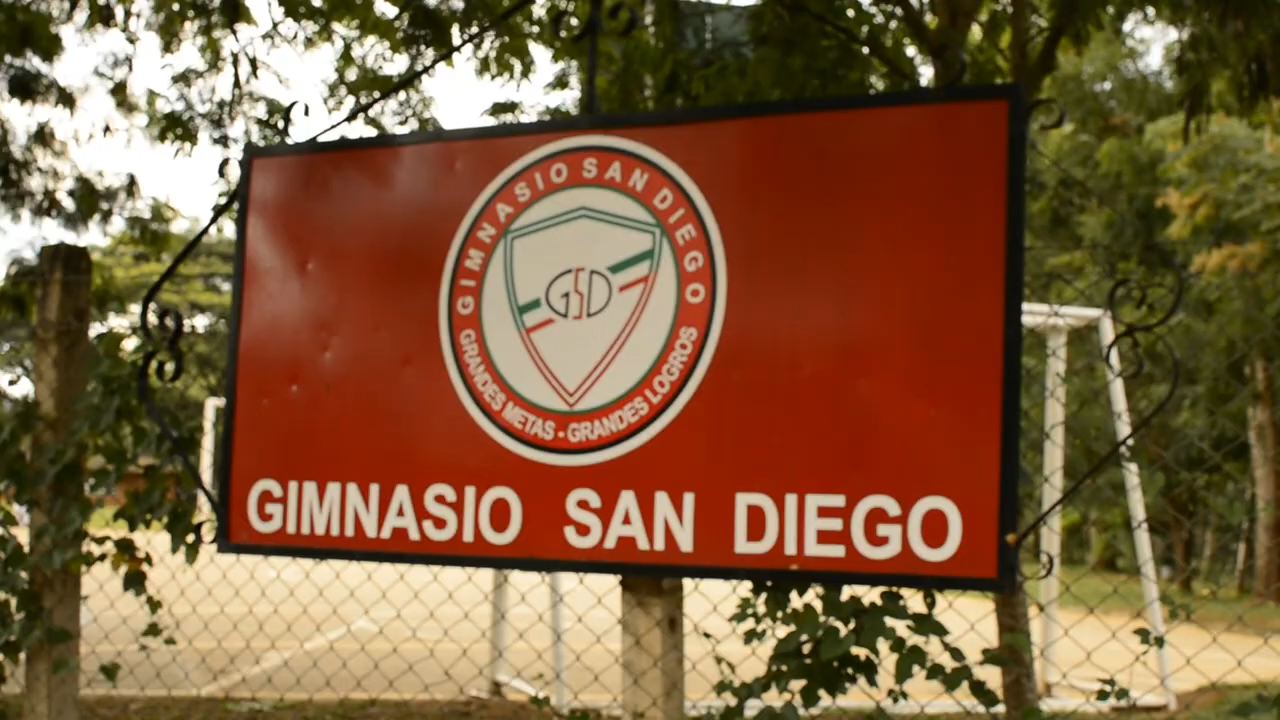 GIMNASIO SAN DIEGO
GSD
GRANDES METAS - GRANDES LOGROS
GIMNASIO SAN DIEGO